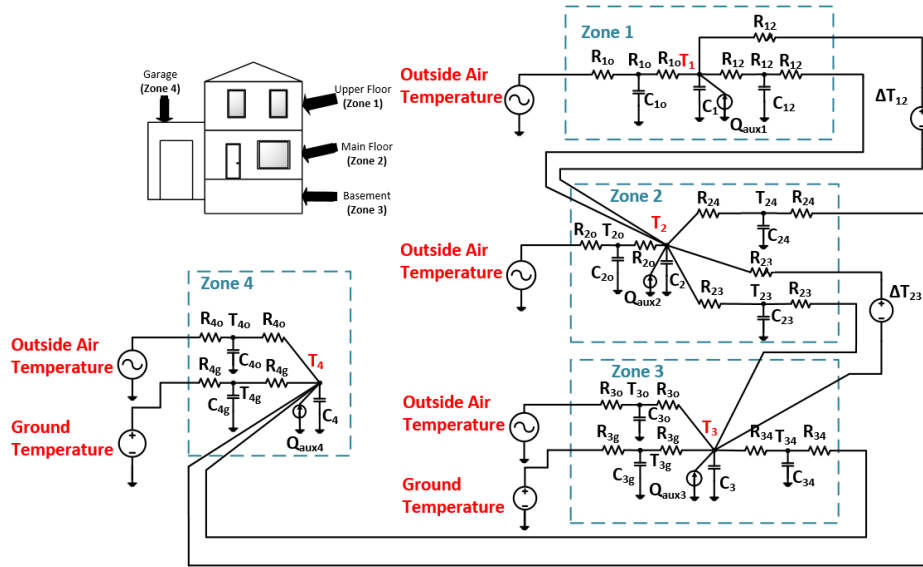 Garage
(Zone 4)
Upper Floor
(Zone 1)
Main Floor
(Zone 2)
Basement
(Zone 3)
Zone 1
R12
R1o R1o R1o T1 R12 R12 R12
Outside Air
Temperature
C1o C1 C12
Qaux1
ΔT12
Zone 2
R24 T24 R24
T2
R2o T2o
C24
Outside Air
Temperature
R2o
R23
C2o C2
Qaux2
R23 T23 R23
ΔT23
C23
Zone 4
R4o T4o R4o
Outside Air
Temperature
C4o T4
R4g R4g
C4g T4g C4
Ground
Temperature
Qaux4
Zone 3
R3o T3o R3o
Outside Air
Temperature
C3o T3
R3g R3g R34 T34 R34
T3g
Ground
Temperature
C3g Qaux3 C3 C34